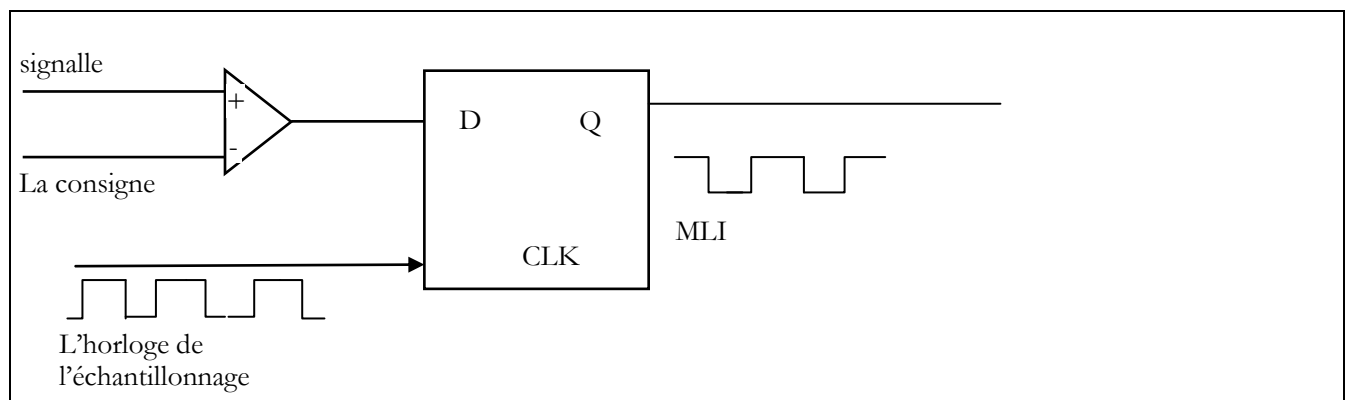 signalle
+
-
La consigne
D
Q
CLK
MLI
L’horloge de
l’échantillonnage